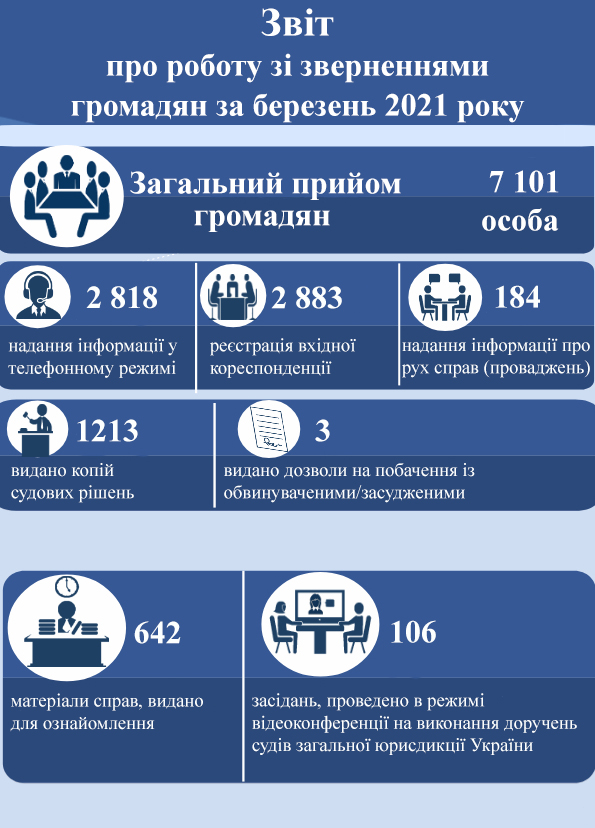 Звіт
про роботу зі зверненнями
громадян за березень 2021 року
Загальний прийом
громадян
7 101
особа
2 818
надання інформації у
телефонному режимі
2 883
реєстрація вхідної
кореспонденції
184
надання інформації про
рух справ (проваджень)
1213
видано копій
судових рішень
3
видано дозволи на побачення із
обвинуваченими/засудженими
642
матеріали справ, видано
для ознайомлення
106
засідань, проведено в режимі
відеоконференції на виконання доручень
судів загальної юрисдикції України